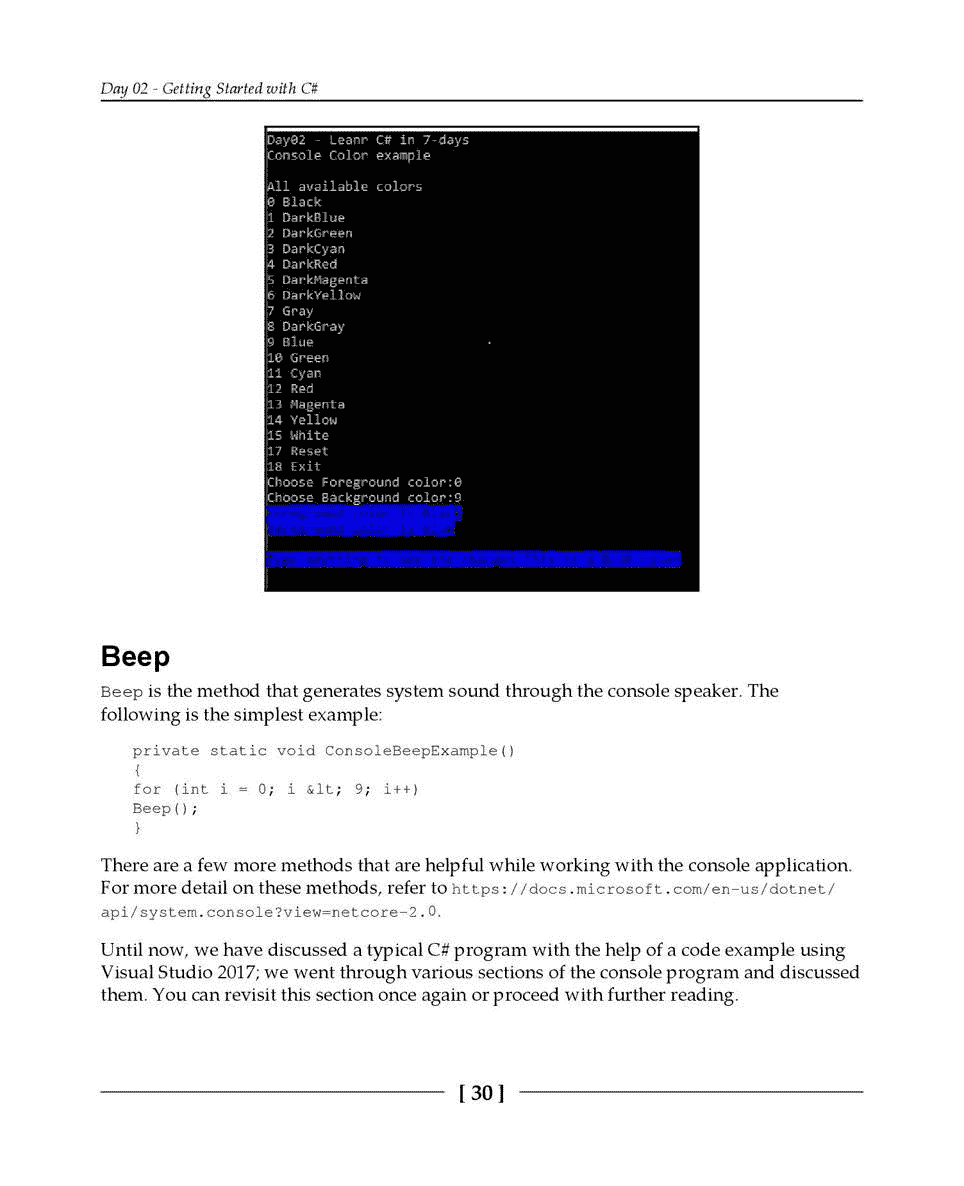 Day 02 - Getting Started with C#
Day02 - Leanr C# in 7-days
Console Color example
All available colors
0 Black
1 DarkBlue
2 DarkGreen
3 DarkCyan
4 DarkRed
5 DarkMagenta
6 DarkYellow
7 Gray
8 DarkGray
9 Blue
10 Green
11 Cyan
12 Red
13 Magenta
14 Yellow
15 White
17 Reset
18 Exit
Choose Foreground color:0
Choose Background color:9
Beep
Beep is the method that generates system sound through the console speaker. The
following is the simplest example:
private static void ConsoleBeepExample()
{
for (int i = 0; i &lt; 9; i++)
Beep();
}
There are a few more methods that are helpful while working with the console application.
For more detail on these methods, refer to https://docs.microsoft.com/en-us/dotnet/
api/system.console?view=netcore-2.0.
Until now, we have discussed a typical C# program with the help of a code example using
Visual Studio 2017; we went through various sections of the console program and discussed
them. You can revisit this section once again or proceed with further reading.
[ 30 ]